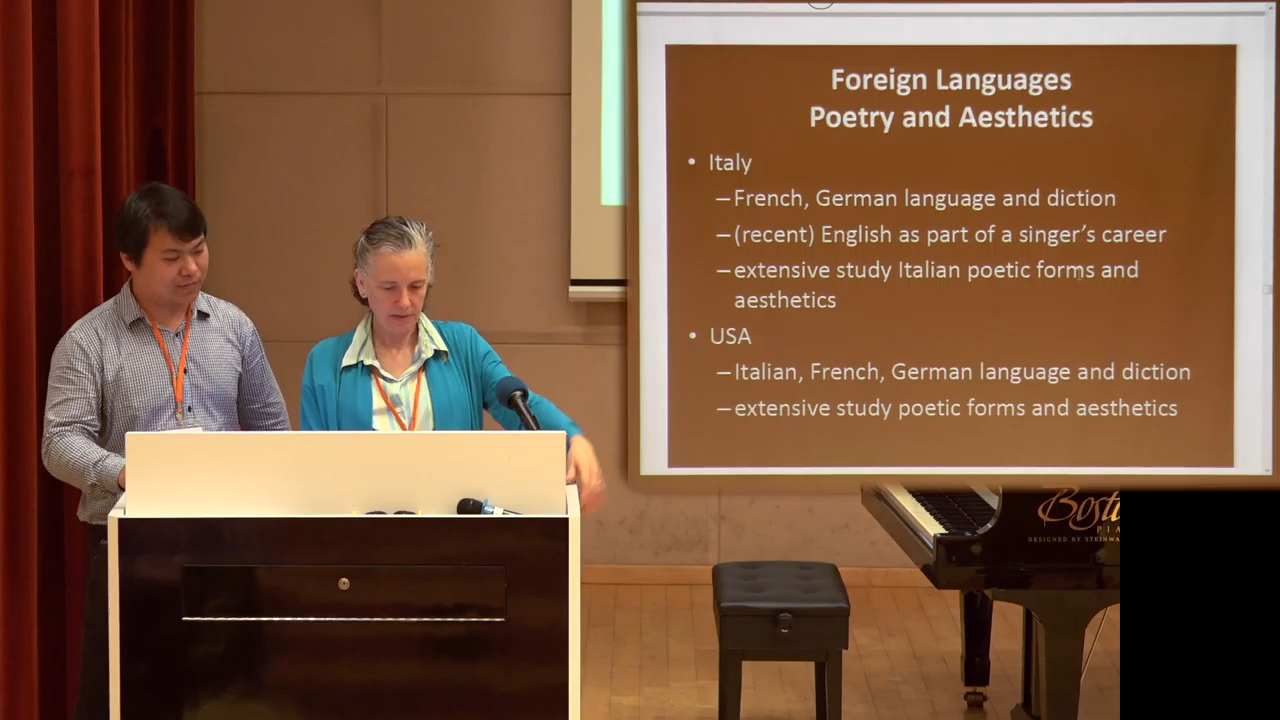 Foreign Languages
Poetry and Aesthetics
• Italy
–French, German language and diction
–(recent) English as part of a singer's career
–extensive study Italian poetic forms and
aesthetics
• USA
–Italian, French, German language and diction
–extensive study poetic forms and aesthetics
DESIGNED BY